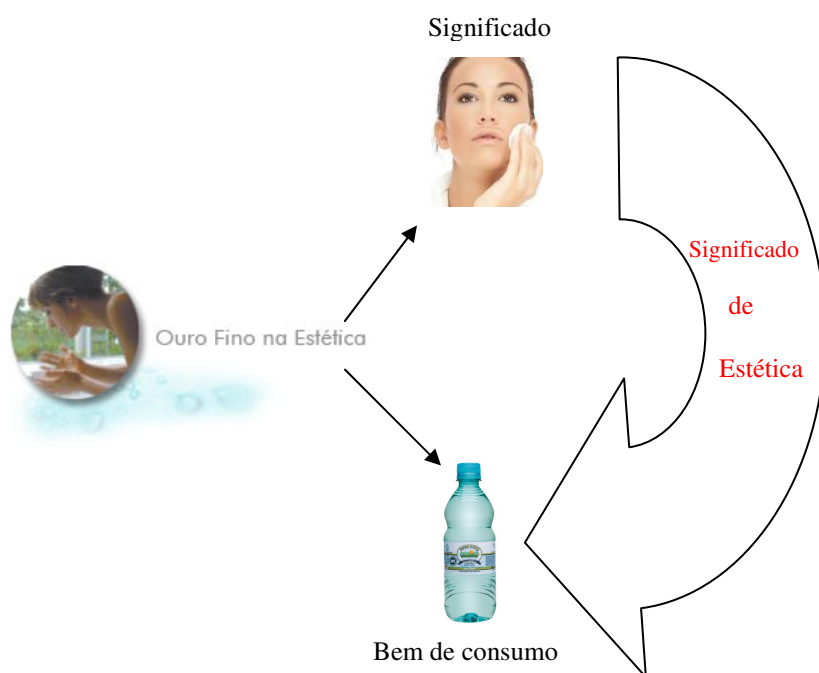 Significado
Significado
de
Estética
Ouro Fino na Estética
Bem de consumo